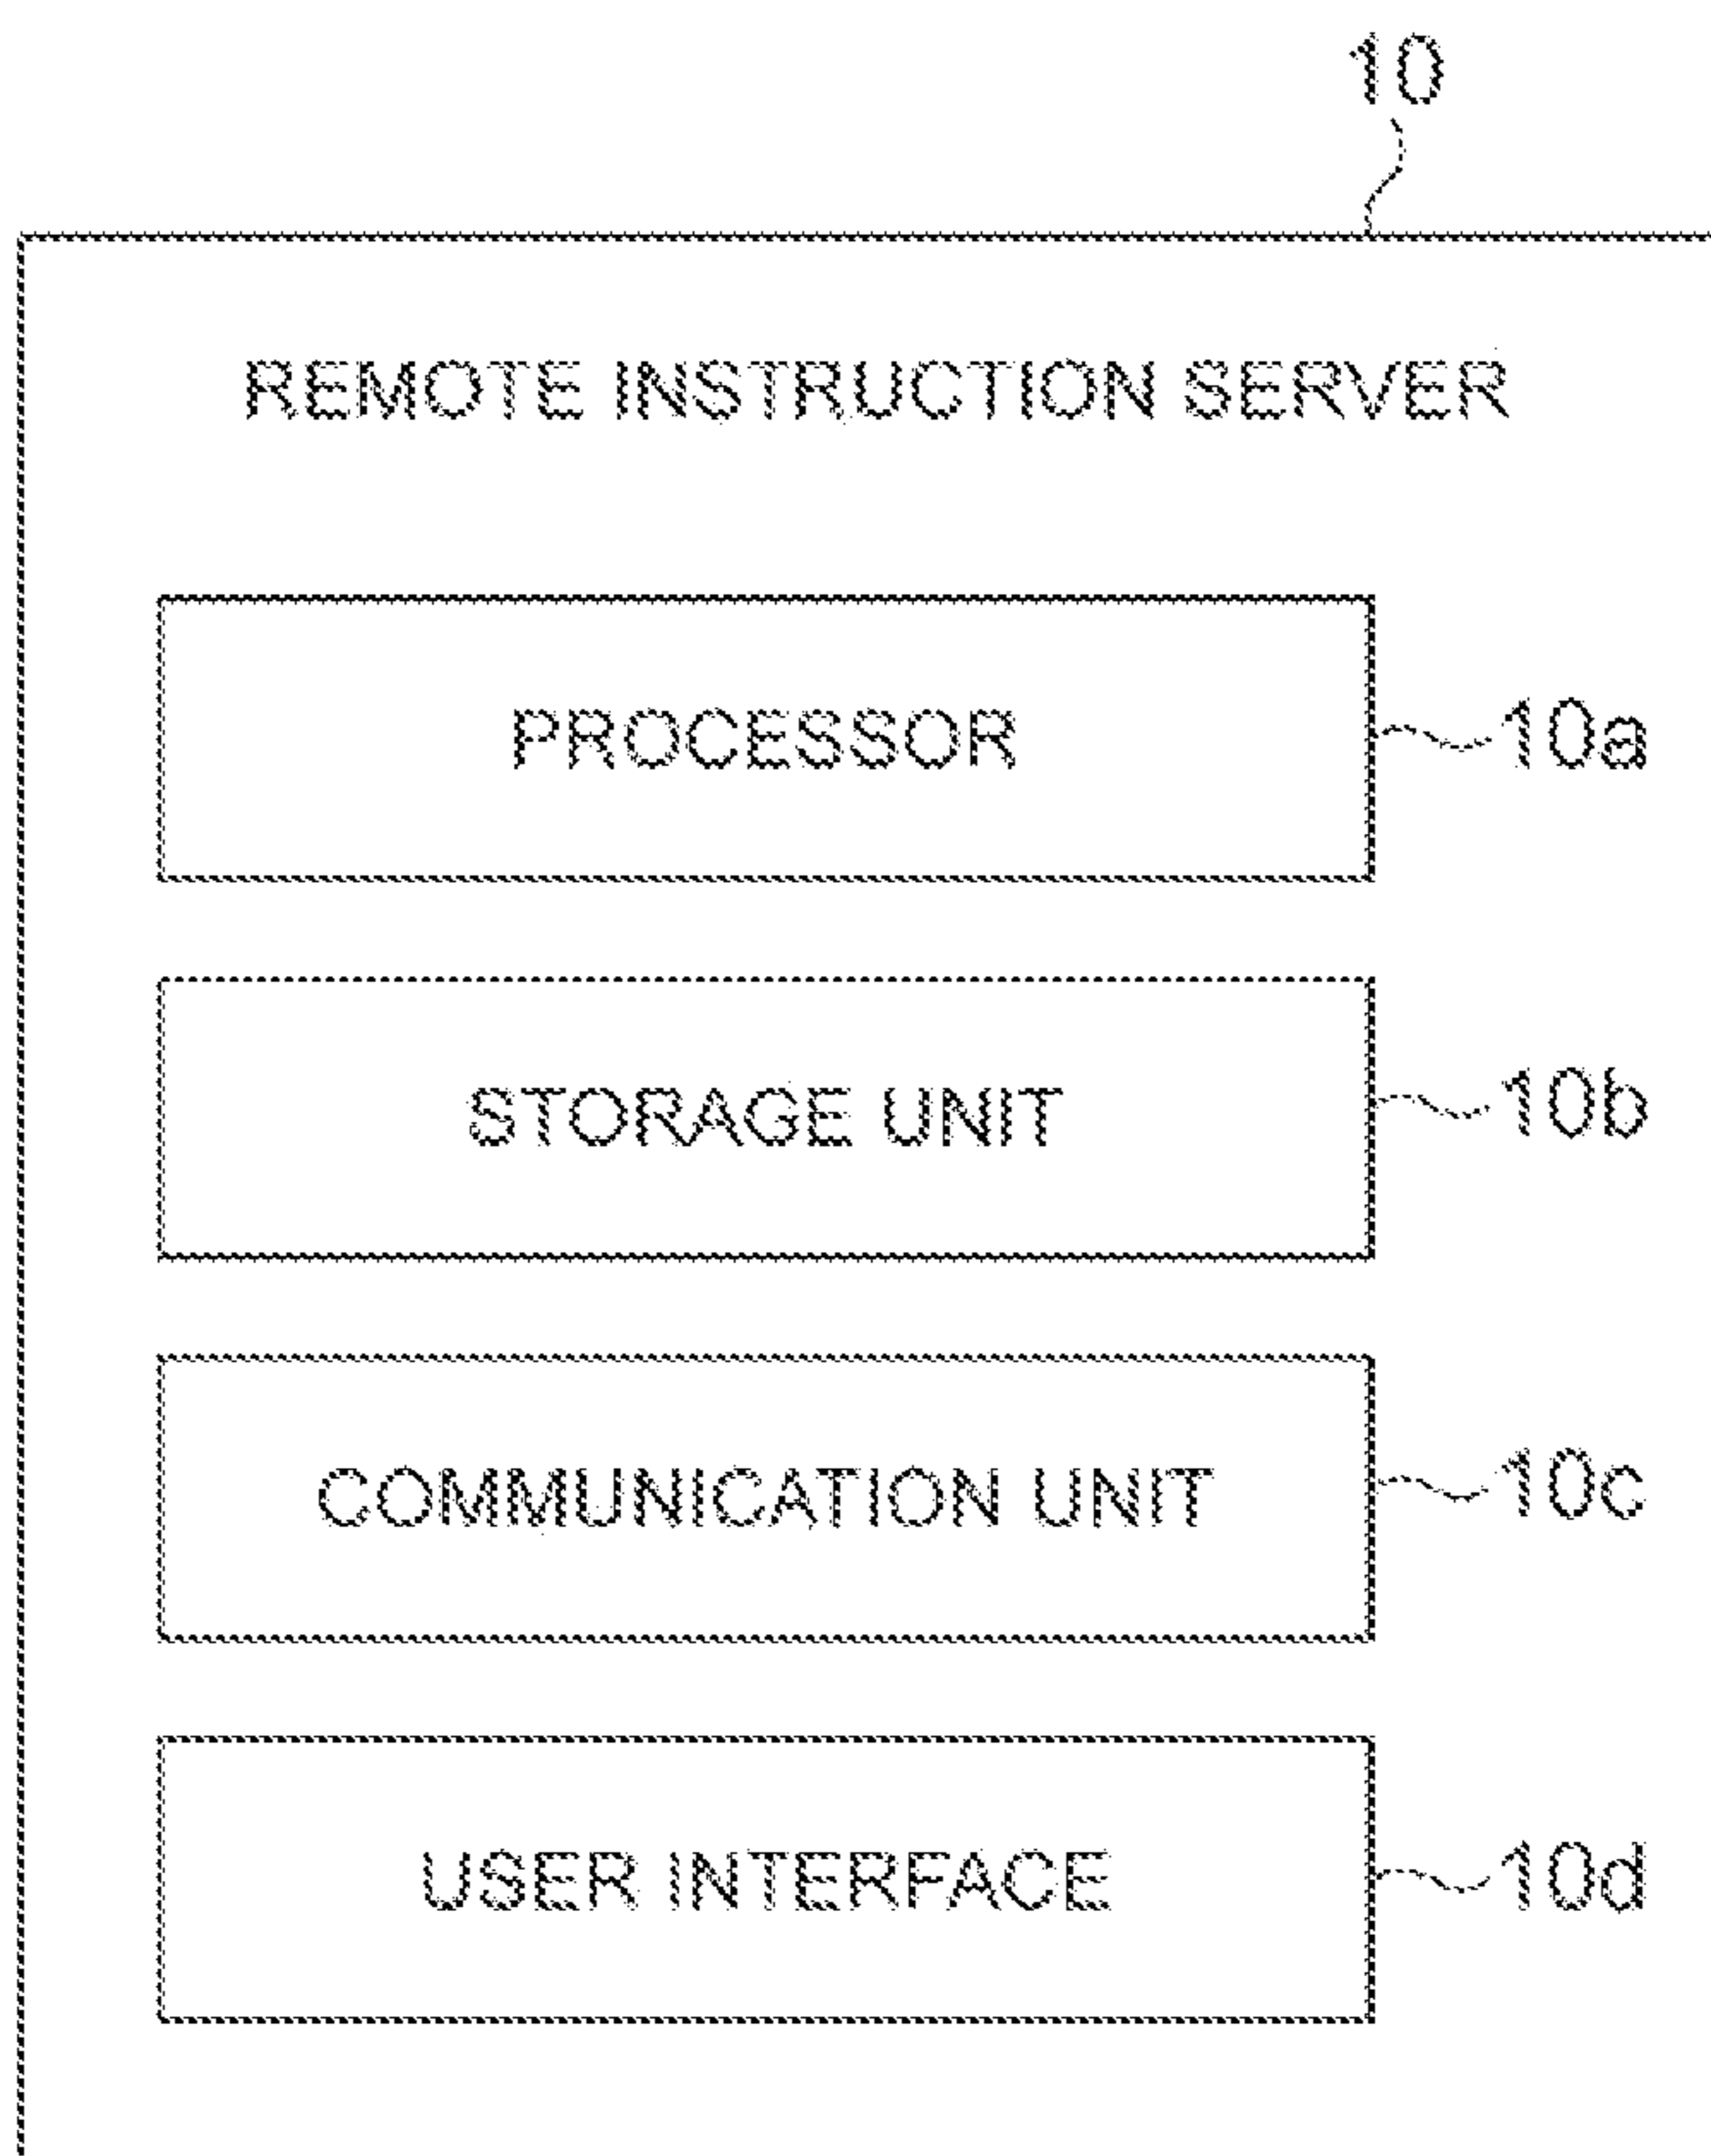 10
REMOTE INSTRUCTION SERVER
PROCESSOR
10a
STORAGE UNIT
10b
COMMUNICATION UNIT
10c
USER INTERFACE
10d